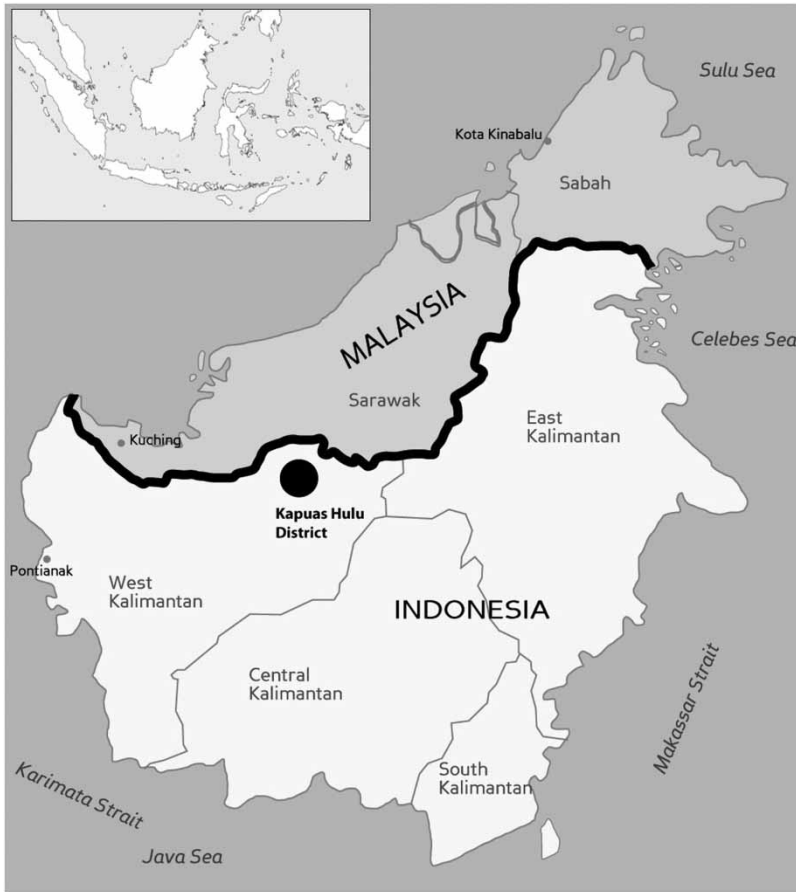 Sulu Sea
Kota Kinabalu
Sabah
MALAYSIA
Celebes Sea
Sarawak
East
Kalimantan
Kuching
Kapuas Hulu
District
Pontianak
West
Kalimantan
INDONESIA
Central
Kalimantan
Makassar Strait
South
Kalimantan
Karimata Strait
Java Sea